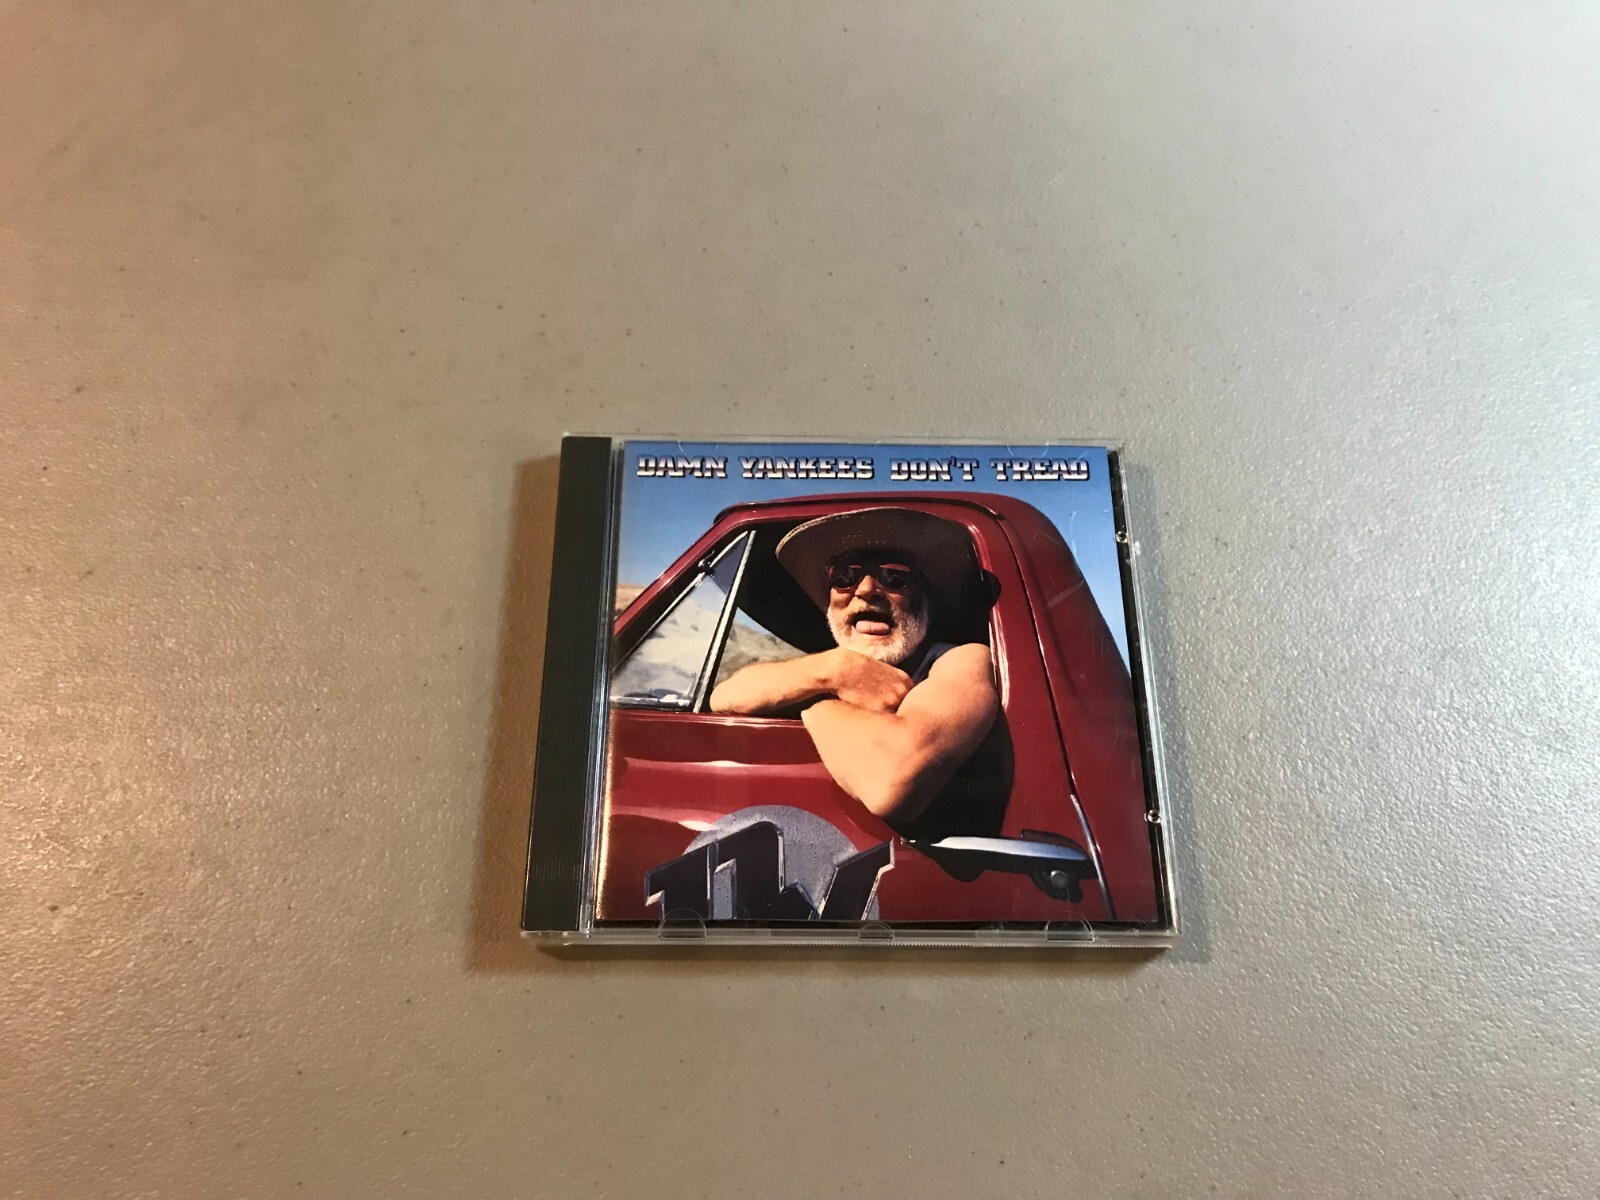 DAMN YANKEES DON'T TREAD